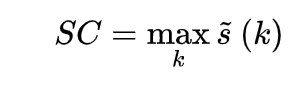 SC = max_k s̃ (k)